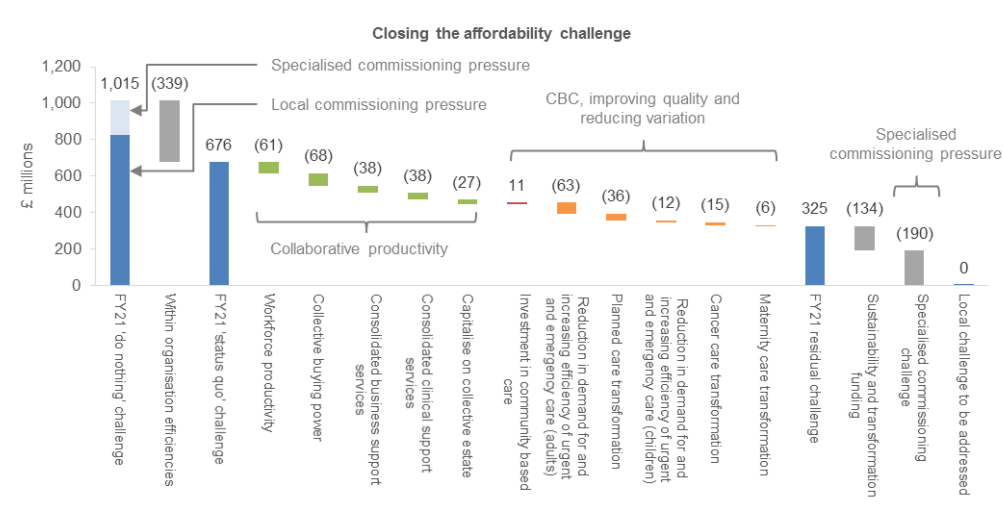 Closing the affordability challenge
£ millions
1,200
1,000
800
600
400
200
0
1,015
(339)
676
(61)
(68)
(38)
(38)
(27)
11
(63)
(36)
(12)
(15)
(6)
325
(134)
(190)
0
Specialised commissioning pressure
Local commissioning pressure
Collaborative productivity
CBC, improving quality and
reducing variation
Specialised
commissioning pressure
FY21 'do nothing'
challenge
Within organisation efficiencies
FY21 'status quo'
challenge
Workforce productivity
Collective buying power
Consolidated business support
services
Consolidated clinical support
services
Capitalise on collective estate
Investment in community based
care
Reduction in demand for and
increasing efficiency of urgent
and emergency care (adults)
Planned care transformation
Reduction in demand for and
increasing efficiency of urgent
and emergency care (children)
Cancer care transformation
Maternity care transformation
FY21 residual challenge
Sustainability and transformation
funding
Specialised commissioning
challenge
Local challenge to be addressed